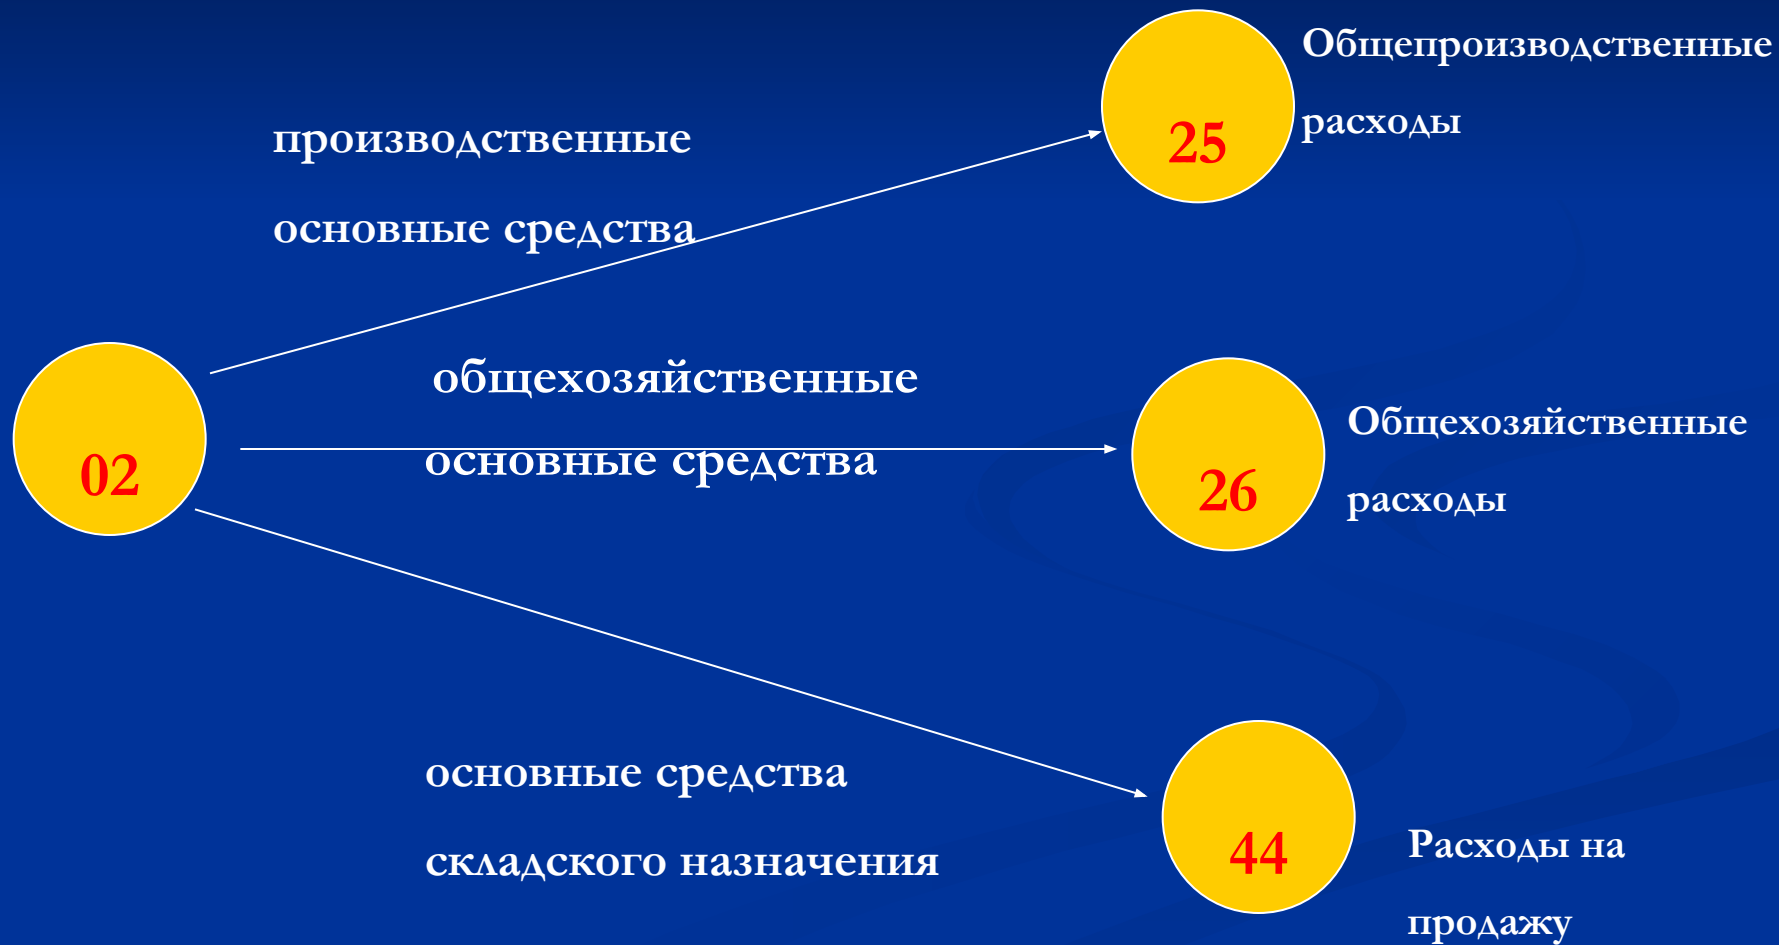 Общепроизводственные
расходы
25
производственные
основные средства
02
общехозяйственные
основные средства
26
Общехозяйственные
расходы
основные средства
складского назначения
44
Расходы на
продажу